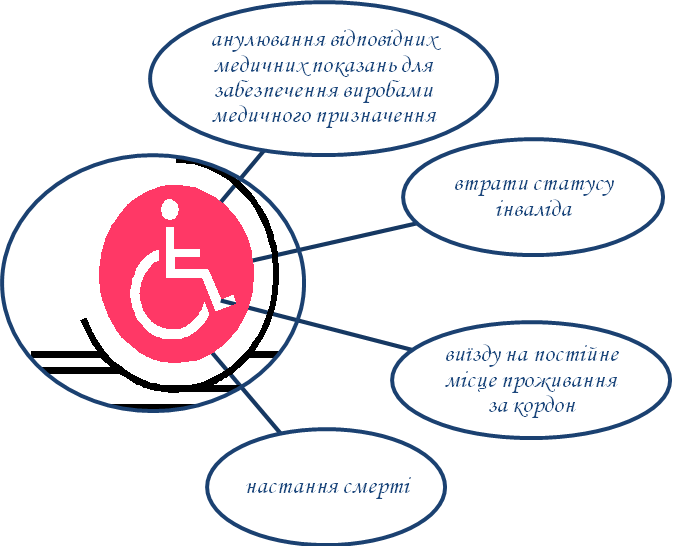 анулювання відповідних
медичних показань для
забезпечення виробами
медичного призначення
втрати статусу
інваліда
виїзду на постійне
місце проживання
за кордон
настання смерті